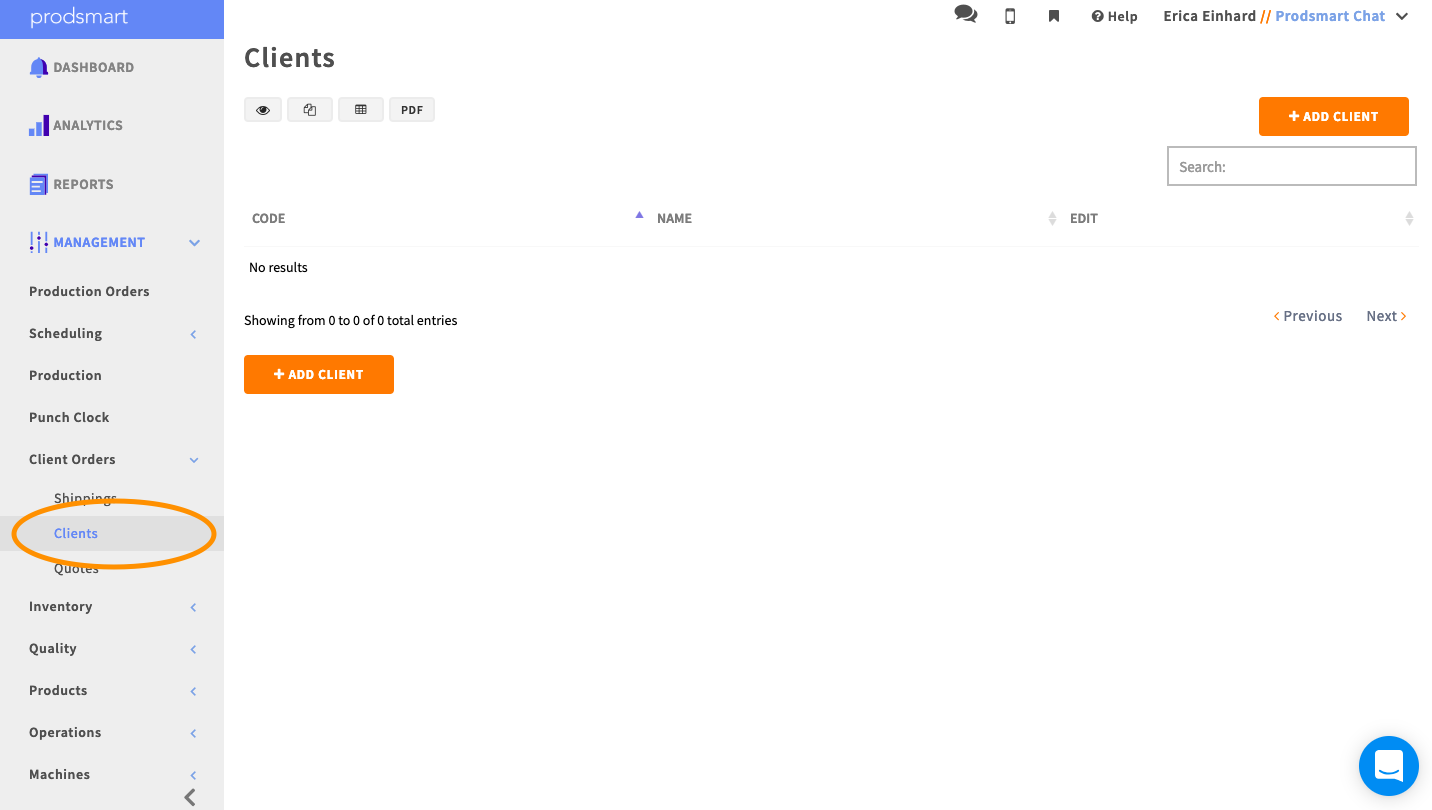 prodsmart
Help
Erica Einhard // Prodsmart Chat
DASHBOARD
ANALYTICS
REPORTS
MANAGEMENT
Production Orders
Scheduling
Production
Punch Clock
Client Orders
Shippings
Clients
Quotes
Inventory
Quality
Products
Operations
Machines
Clients
PDF
+ ADD CLIENT
Search:
CODE NAME EDIT
No results
Showing from 0 to 0 of 0 total entries
‹ Previous Next ›
+ ADD CLIENT